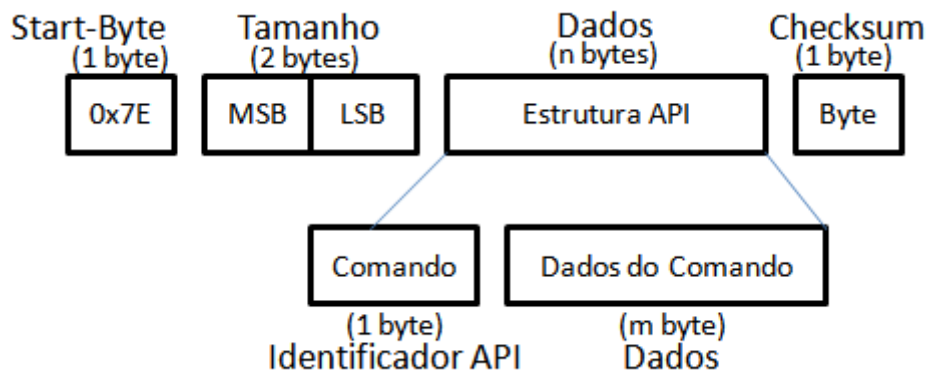 Start-Byte Tamanho Dados Checksum
(1 byte) (2 bytes) (n bytes) (1 byte)
0x7E MSB LSB Estrutura API Byte
Comando Dados do Comando
(1 byte) (m byte)
Identificador API Dados